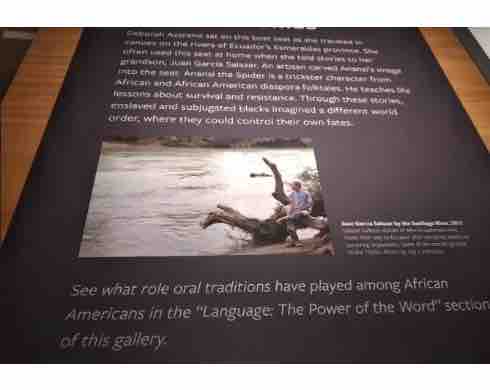 Deborah Azareno sat on this boat seat as she traveled in
canoes on the rivers of Ecuador's Esmeraldas province. She
often used this seat at home when she told stories to her
grandson, Juan García Salazar. An artisan carved Anansi's image
into the seat. Anansi the Spider is a trickster character from
African and African American diaspora folktales. He teaches life
lessons about survival and resistance. Through these stories,
enslaved and subjugated blacks imagined a different world
order, where they could control their own fates.
Juan García Salazar by the Santiago River,
See what role oral traditions have played among African
Americans in the "Language: The Power of the Word" section
of this gallery.